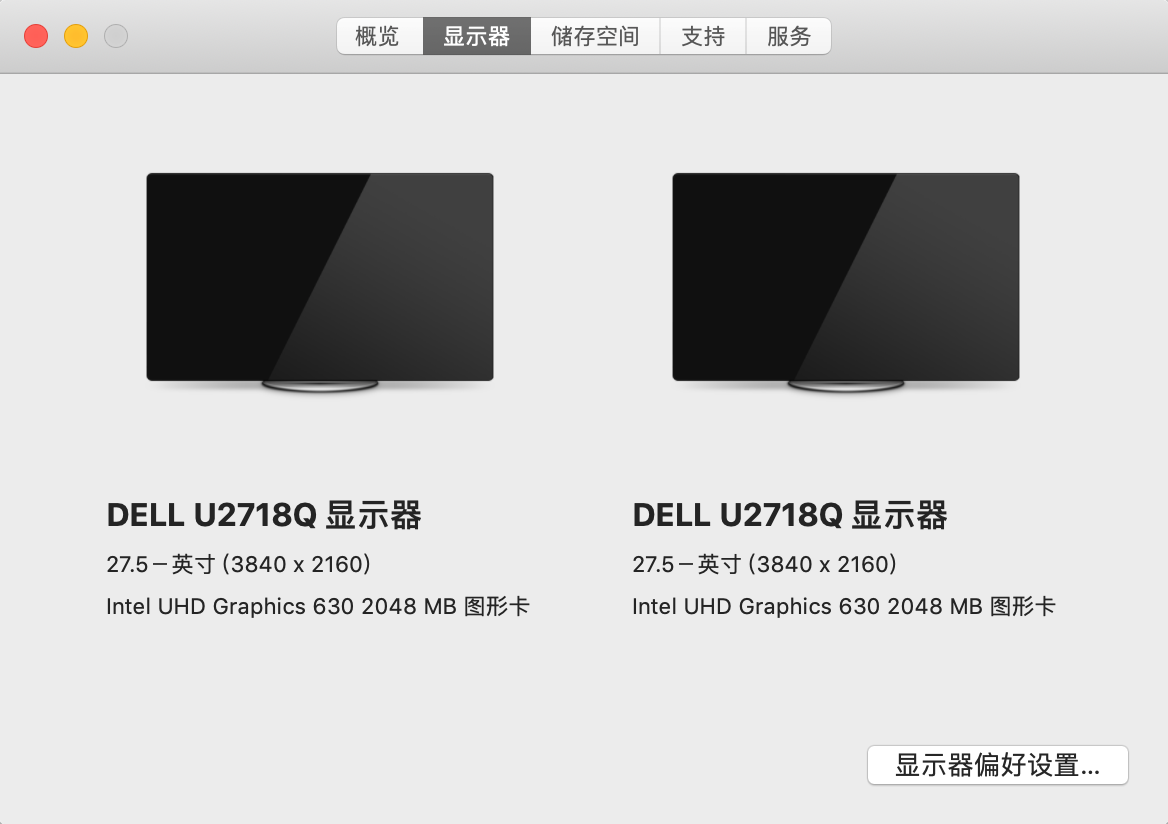 概览 显示器 储存空间 支持 服务
DELL U2718Q 显示器
27.5－英寸 (3840 x 2160)
Intel UHD Graphics 630 2048 MB 图形卡
DELL U2718Q 显示器
27.5－英寸 (3840 x 2160)
Intel UHD Graphics 630 2048 MB 图形卡
显示器偏好设置...